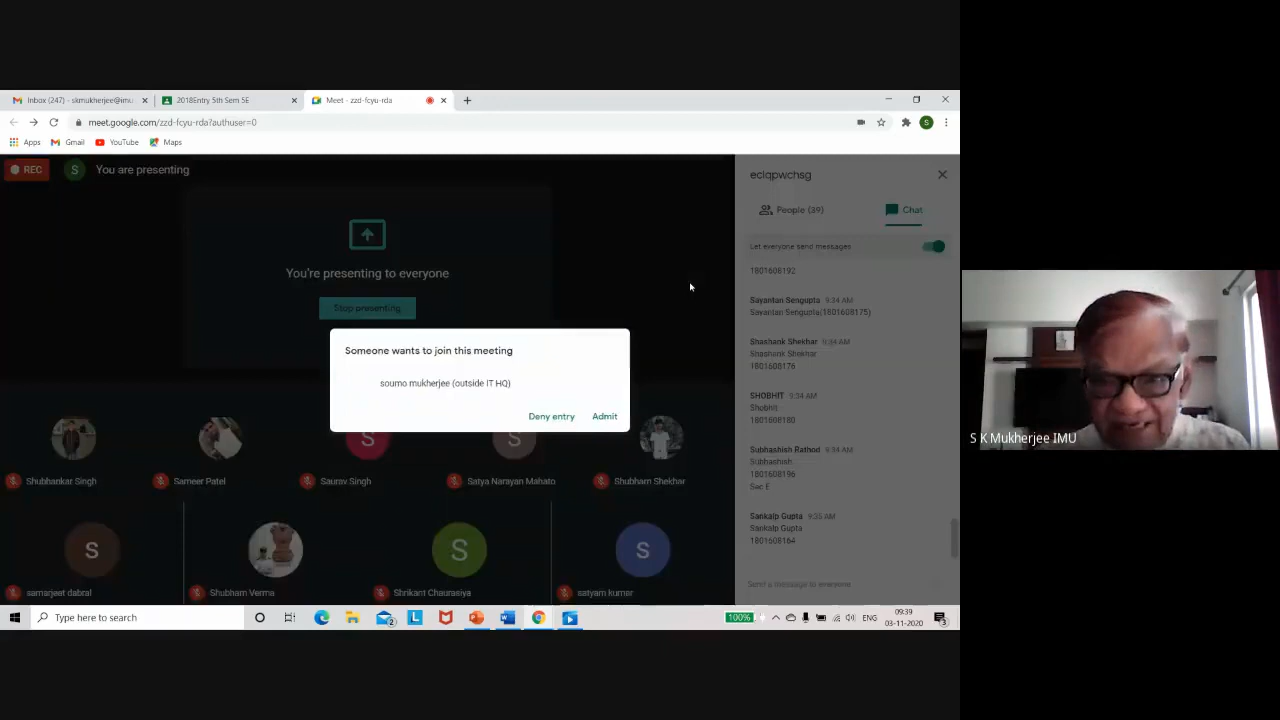 Inbox (247) - skmukherjee@imu
2018Entry 5th Sem SE
Meet - zzd-fcyu-rda
meet.google.com/zzd-fcyu-rda?authuser=0
S
Apps
Gmail
YouTube
Maps
REC
S
You are presenting
eclqpwchsg
People (39)
Chat
Let everyone send messages
You're presenting to everyone
Stop presenting
1801608192
Sayantan Sengupta 9:34 AM
Sayantan Sengupta(1801608175)
Shashank Shekhar 9:34 AM
Shashank Shekhar
1801608176
SHOBHIT 9:34 AM
Shobhit
1801608180
Subhashish Rathod 9:34 AM
Subhashish
1801608196
Sec E
Sankalp Gupta 9:35 AM
Sankalp Gupta
1801608164
Send a message to everyone
Someone wants to join this meeting
soumo mukherjee (outside IT HQ)
Deny entry
Admit
S
S
Shubhankar Singh
Sameer Patel
Saurav Singh
Satya Narayan Mahato
Shubham Shekhar
S
S
S
samarjeet dabral
Shubham Verma
Shrikant Chaurasiya
satyam kumar
S K Mukherjee IMU
Type here to search
2
L
100%
ENG
09:39
03-11-2020
3